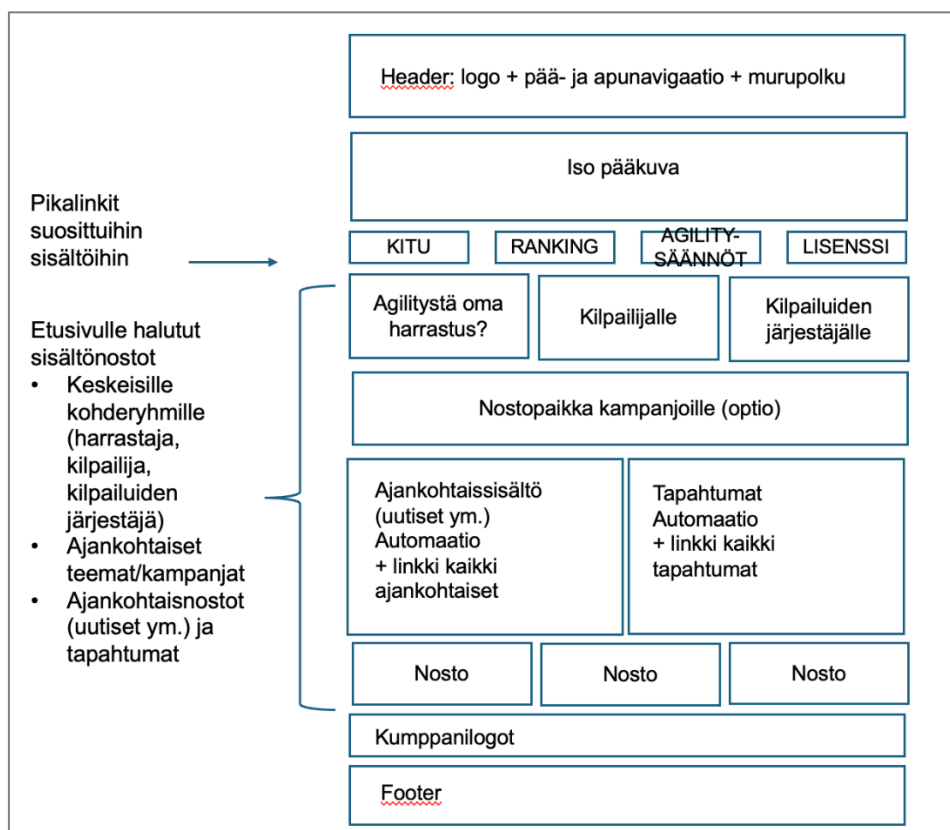 Header: logo + pää- ja apunavigaatio + murupolku
Iso pääkuva
Pikalinkit
suosittuihin
sisältöihin
KITU
RANKING
AGILITY-
SÄÄNNÖT
LISENSSI
Etusivulle halutut
sisältönostot
• Keskeisille
kohderyhmille
(harrastaja,
kilpailija,
kilpailuiden
järjestäjä)
• Ajankohtaiset
teemat/kampanjat
• Ajankohtaisnostot
(uutiset ym.) ja
tapahtumat
Agilitystä oma
harrastus?
Kilpailijalle
Kilpailuiden
järjestäjälle
Nostopaikka kampanjoille (optio)
Ajankohtaissisältö
(uutiset ym.)
Automaatio
+ linkki kaikki
ajankohtaiset
Tapahtumat
Automaatio
+ linkki kaikki
tapahtumat
Nosto
Nosto
Nosto
Kumppanilogot
Footer